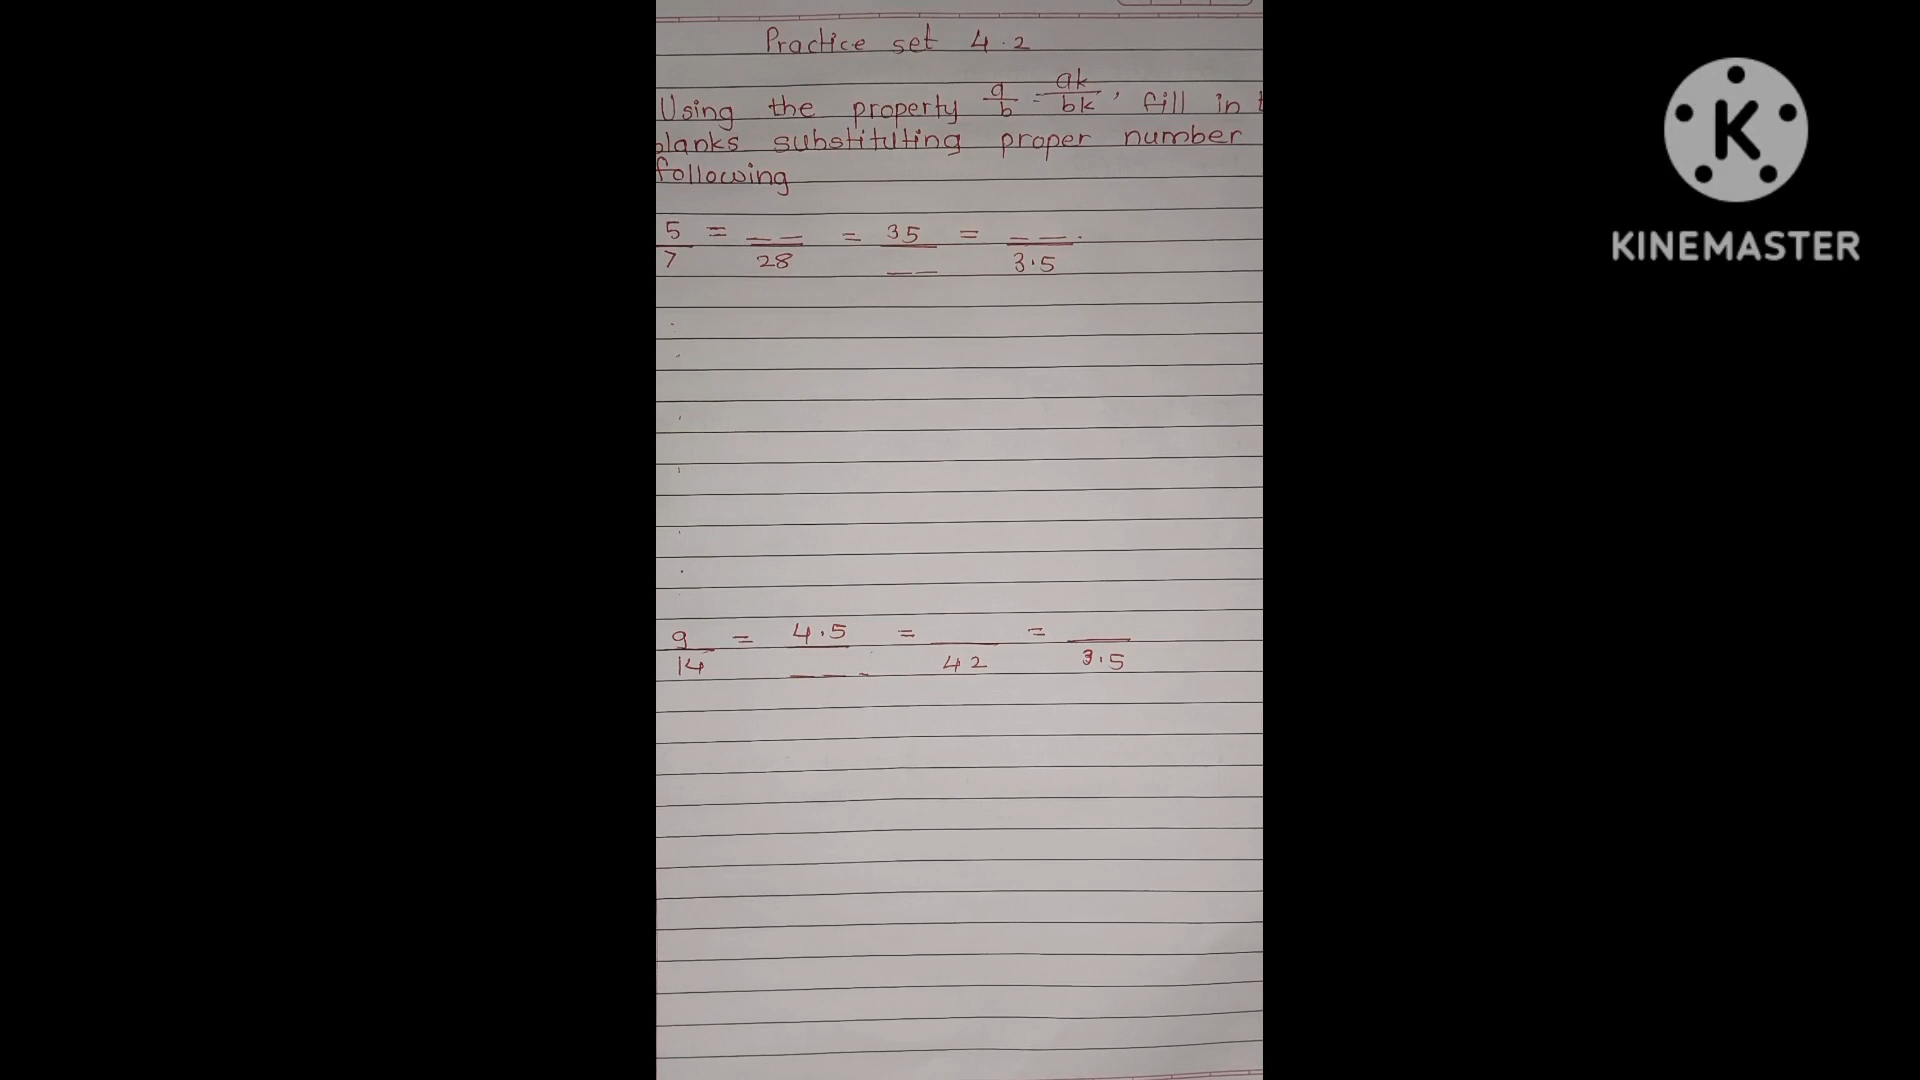 Practice set 4.2
Using the property a/b = ak/bk, fill in
blanks substituting proper number
following
5/7 = __/28 = 35/__ = __/3.5
9/14 = 4.5/__ = __/42 = __/3.5
K
KINEMASTER